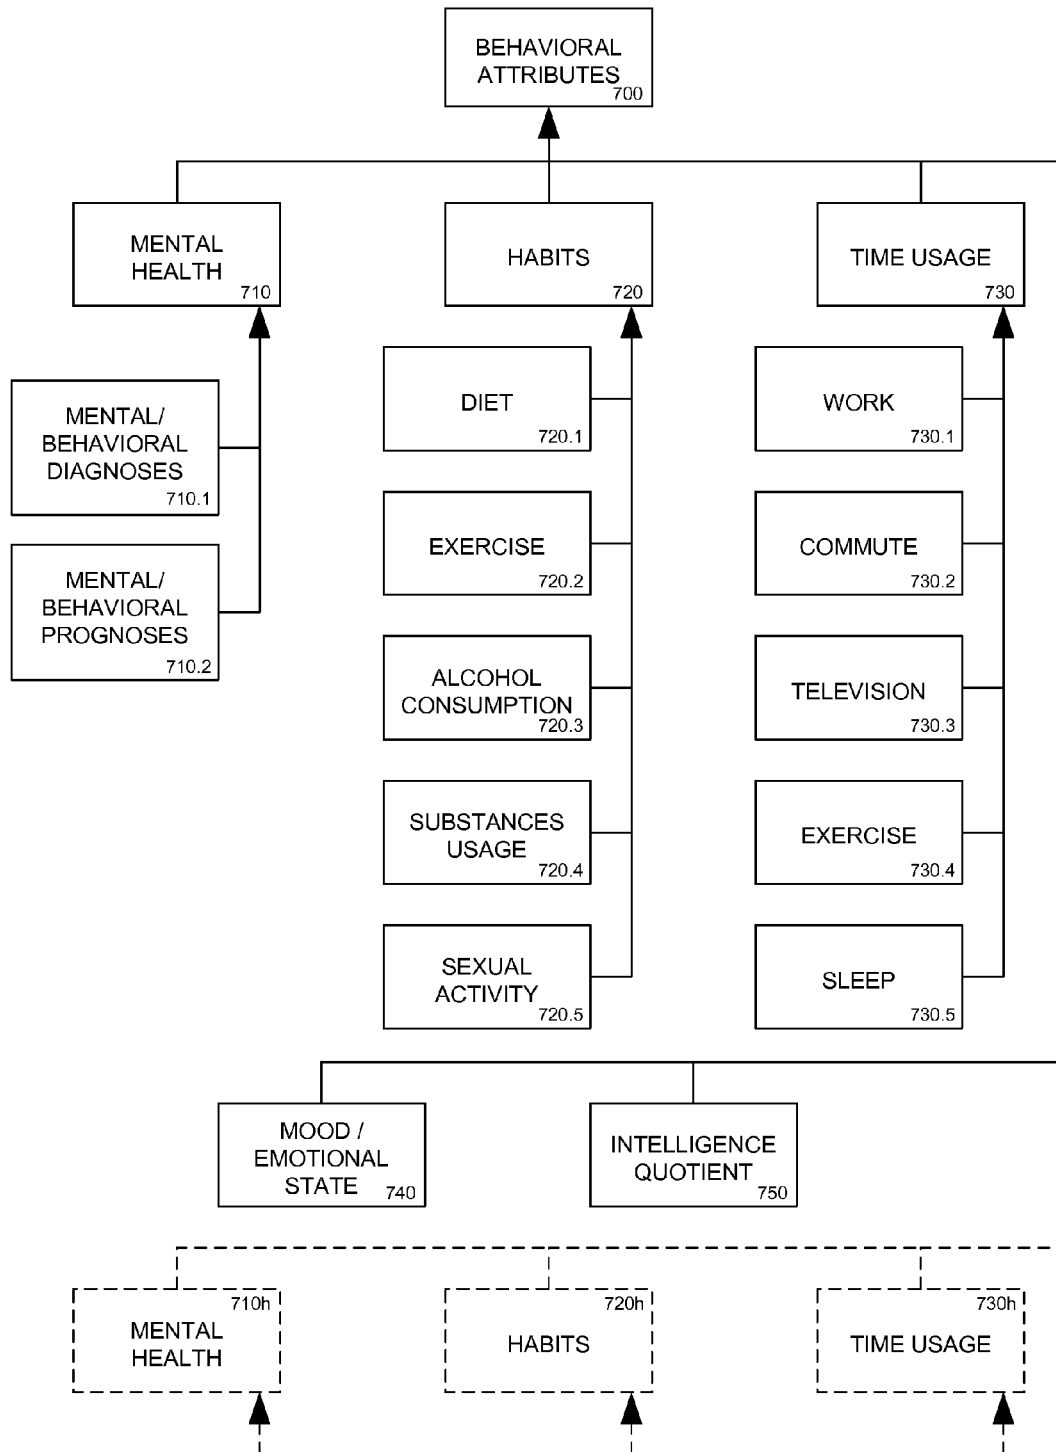 BEHAVIORAL
ATTRIBUTES
700
MENTAL
HEALTH
710
HABITS
720
TIME USAGE
730
MENTAL/
BEHAVIORAL
DIAGNOSES
710.1
MENTAL/
BEHAVIORAL
PROGNOSES
710.2
DIET
720.1
EXERCISE
720.2
ALCOHOL
CONSUMPTION
720.3
SUBSTANCES
USAGE
720.4
SEXUAL
ACTIVITY
720.5
WORK
730.1
COMMUTE
730.2
TELEVISION
730.3
EXERCISE
730.4
SLEEP
730.5
MOOD /
EMOTIONAL
STATE
740
INTELLIGENCE
QUOTIENT
750
710h
MENTAL
HEALTH
720h
HABITS
730h
TIME USAGE